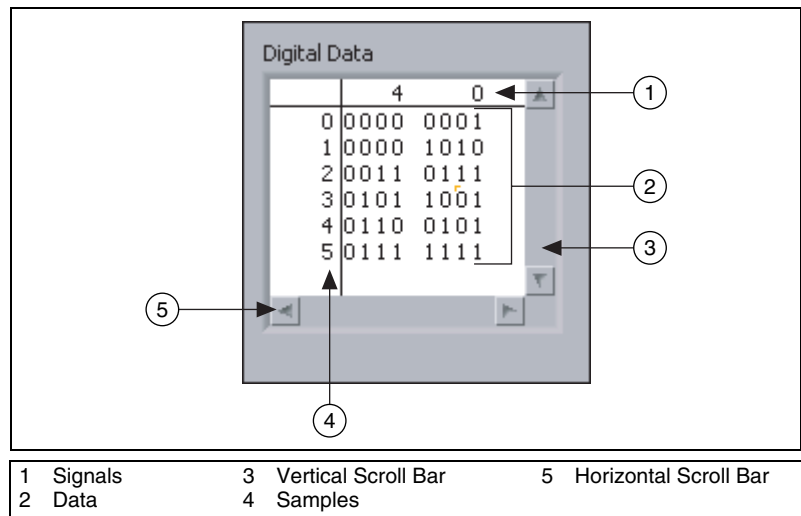 Digital Data
4 0
0 0000 0001
1 0000 1010
2 0011 0111
3 0101 1001
4 0110 0101
5 0111 1111
1
2
3
5
4
1 Signals 3 Vertical Scroll Bar 5 Horizontal Scroll Bar
2 Data 4 Samples